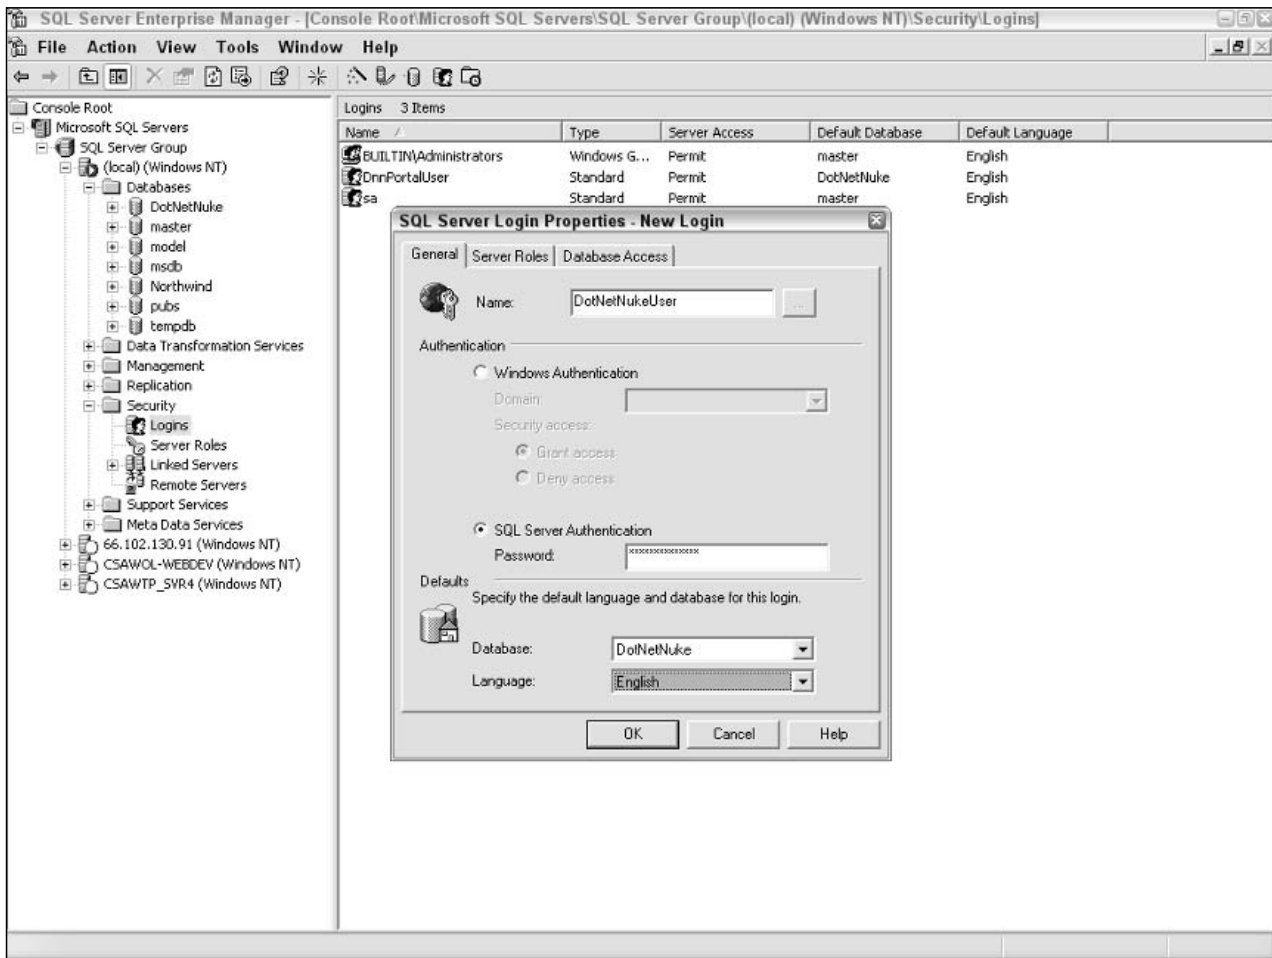 SQL Server Enterprise Manager - [Console Root\Microsoft SQL Servers\SQL Server Group\(local) (Windows NT)\Security\Logins]
File Action View Tools Window Help
Console Root
Microsoft SQL Servers
SQL Server Group
(local) (Windows NT)
Databases
DotNetNuke
master
model
msdb
Northwind
pubs
tempdb
Data Transformation Services
Management
Replication
Security
Logins
Server Roles
Linked Servers
Remote Servers
Support Services
Meta Data Services
66.102.130.91 (Windows NT)
CSAWOL-WEBDEV (Windows NT)
CSAWTP_SVR4 (Windows NT)
Logins 3 Items
Name Type Server Access Default Database Default Language
BUILTIN\Administrators Windows G... Permit master English
DnnPortalUser Standard Permit DotNetNuke English
sa Standard Permit master English
SQL Server Login Properties - New Login
General Server Roles Database Access
Name: DotNetNukeUser ...
Authentication
Windows Authentication
Domain:
Security access:
Grant access
Deny access
SQL Server Authentication
Password: **************
Defaults
Specify the default language and database for this login.
Database: DotNetNuke
Language: English
OK Cancel Help